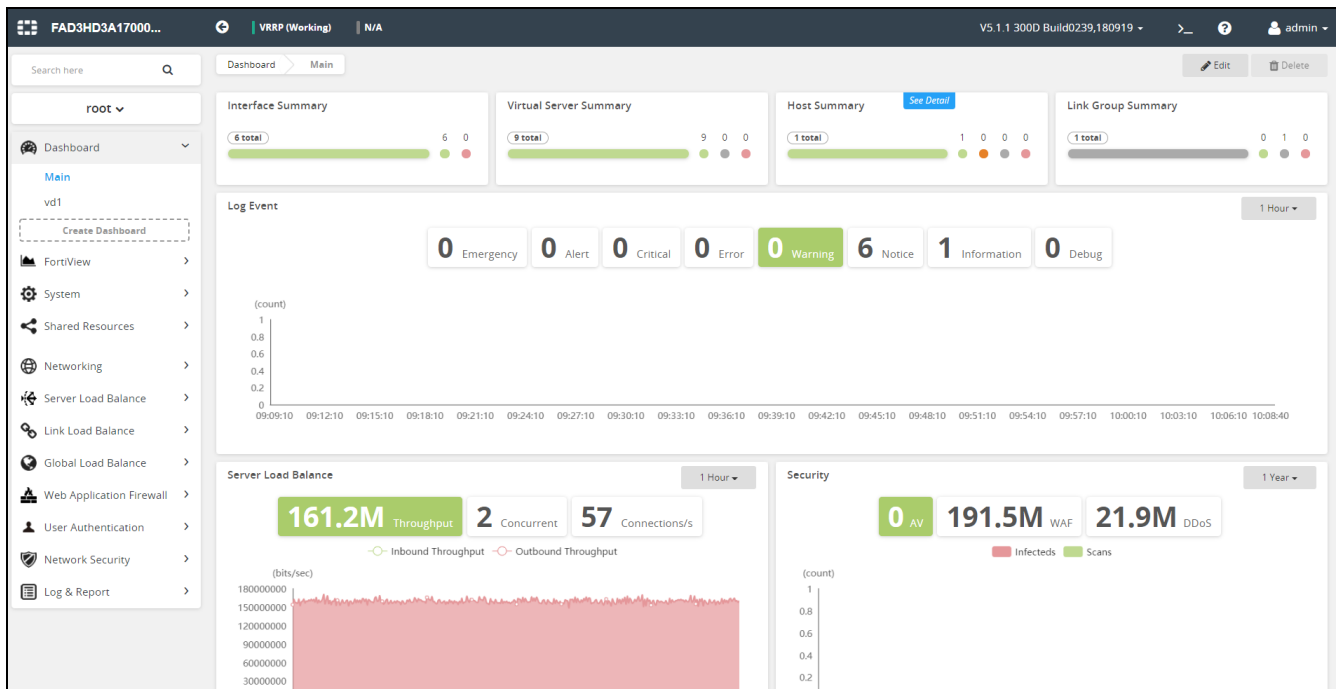 FAD3HD3A17000... VRRP (Working) N/A V5.1.1 300D Build0239,180919 >_ ? admin
Search here
root
Dashboard
Main
vd1
Create Dashboard
FortiView
System
Shared Resources
Networking
Server Load Balance
Link Load Balance
Global Load Balance
Web Application Firewall
User Authentication
Network Security
Log & Report
Dashboard Main Edit Delete
Interface Summary
6 total 6 0
Virtual Server Summary
9 total 9 0 0
Host Summary See Detail
1 total 1 0 0 0
Link Group Summary
1 total 0 1 0
Log Event 1 Hour
0 Emergency 0 Alert 0 Critical 0 Error 0 Warning 6 Notice 1 Information 0 Debug
(count)
1
0.8
0.6
0.4
0.2
0
09:09:10 09:12:10 09:15:10 09:18:10 09:21:10 09:24:10 09:27:10 09:30:10 09:33:10 09:36:10 09:39:10 09:42:10 09:45:10 09:48:10 09:51:10 09:54:10 09:57:10 10:00:10 10:03:10 10:06:10 10:08:40
Server Load Balance 1 Hour
161.2M Throughput 2 Concurrent 57 Connections/s
Inbound Throughput Outbound Throughput
(bits/sec)
180000000
150000000
120000000
90000000
60000000
30000000
Security 1 Year
0 AV 191.5M WAF 21.9M DDoS
Infecteds Scans
(count)
1
0.8
0.6
0.4
0.2